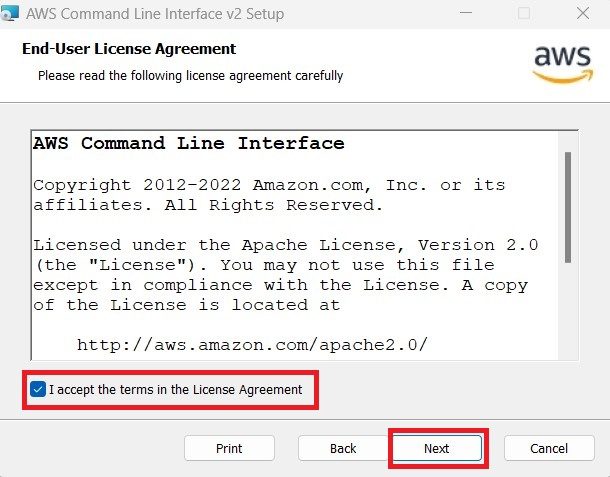 AWS Command Line Interface v2 Setup
End-User License Agreement
Please read the following license agreement carefully
aws
AWS Command Line Interface
Copyright 2012-2022 Amazon.com, Inc. or its
affiliates. All Rights Reserved.
Licensed under the Apache License, Version 2.0
(the "License"). You may not use this file
except in compliance with the License. A copy
of the License is located at
http://aws.amazon.com/apache2.0/
I accept the terms in the License Agreement
Print Back Next Cancel